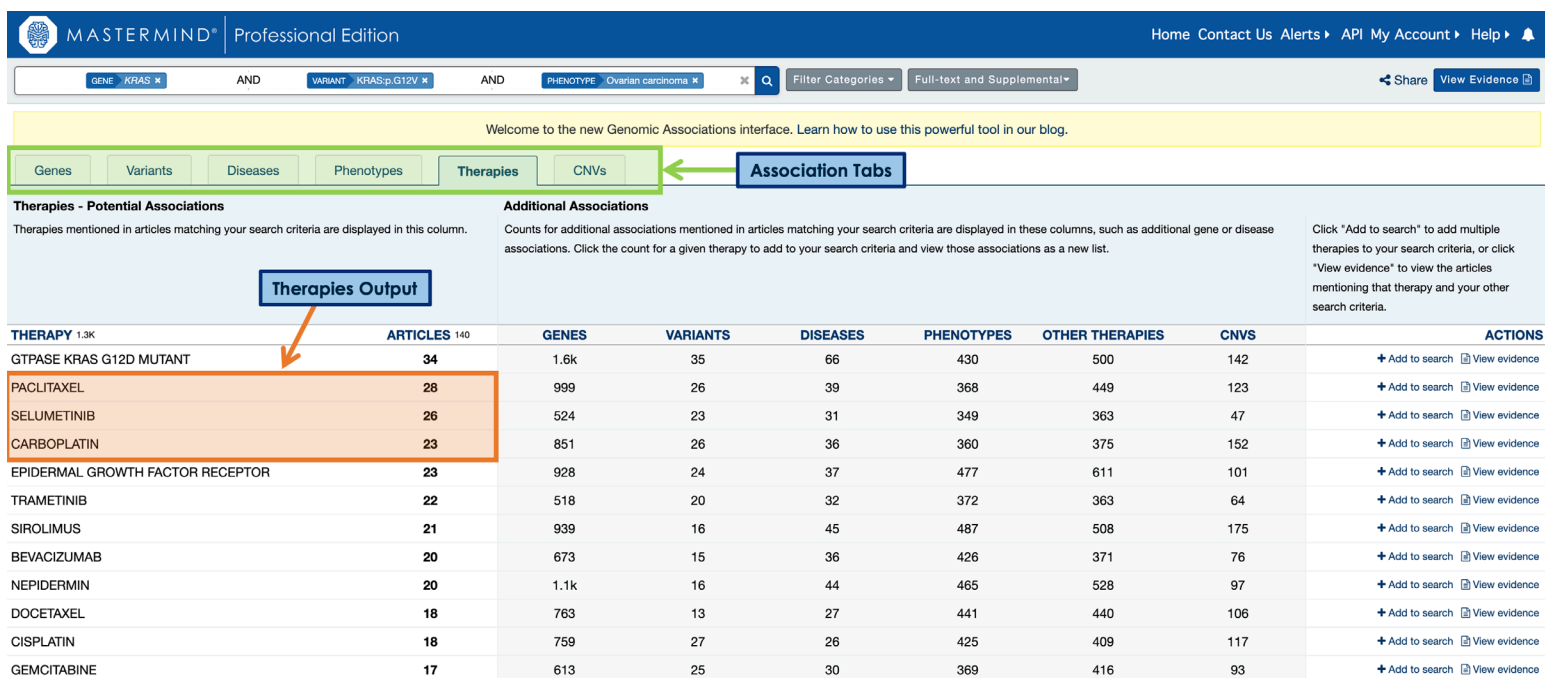 MASTERMIND® Professional Edition Home Contact Us Alerts API My Account Help
GENE KRAS × AND VARIANT KRAS:p.G12V × AND PHENOTYPE Ovarian carcinoma × × Filter Categories Full-text and Supplemental Share View Evidence
Welcome to the new Genomic Associations interface. Learn how to use this powerful tool in our blog.
Genes Variants Diseases Phenotypes Therapies CNVs Association Tabs
Therapies - Potential Associations
Therapies mentioned in articles matching your search criteria are displayed in this column.
Additional Associations
Counts for additional associations mentioned in articles matching your search criteria are displayed in these columns, such as additional gene or disease
associations. Click the count for a given therapy to add to your search criteria and view those associations as a new list.
Click "Add to search" to add multiple
therapies to your search criteria, or click
"View evidence" to view the articles
mentioning that therapy and your other
search criteria.
Therapies Output
THERAPY 1.3K ARTICLES 140 GENES VARIANTS DISEASES PHENOTYPES OTHER THERAPIES CNVS ACTIONS
GTPASE KRAS G12D MUTANT 34 1.6k 35 66 430 500 142 + Add to search View evidence
PACLITAXEL 28 999 26 39 368 449 123 + Add to search View evidence
SELUMETINIB 26 524 23 31 349 363 47 + Add to search View evidence
CARBOPLATIN 23 851 26 36 360 375 152 + Add to search View evidence
EPIDERMAL GROWTH FACTOR RECEPTOR 23 928 24 37 477 611 101 + Add to search View evidence
TRAMETINIB 22 518 20 32 372 363 64 + Add to search View evidence
SIROLIMUS 21 939 16 45 487 508 175 + Add to search View evidence
BEVACIZUMAB 20 673 15 36 426 371 76 + Add to search View evidence
NEPIDERMIN 20 1.1k 16 44 465 528 97 + Add to search View evidence
DOCETAXEL 18 763 13 27 441 440 106 + Add to search View evidence
CISPLATIN 18 759 27 26 425 409 117 + Add to search View evidence
GEMCITABINE 17 613 25 30 369 416 93 + Add to search View evidence